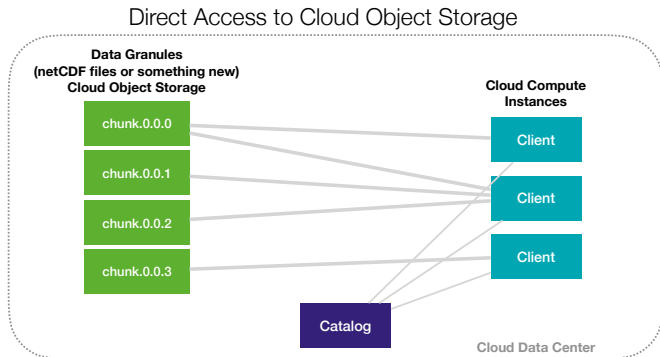 Direct Access to Cloud Object Storage
Data Granules
(netCDF files or something new)
Cloud Object Storage
Cloud Compute
Instances
chunk.0.0.0
chunk.0.0.1
chunk.0.0.2
chunk.0.0.3
Client
Client
Client
Catalog
Cloud Data Center